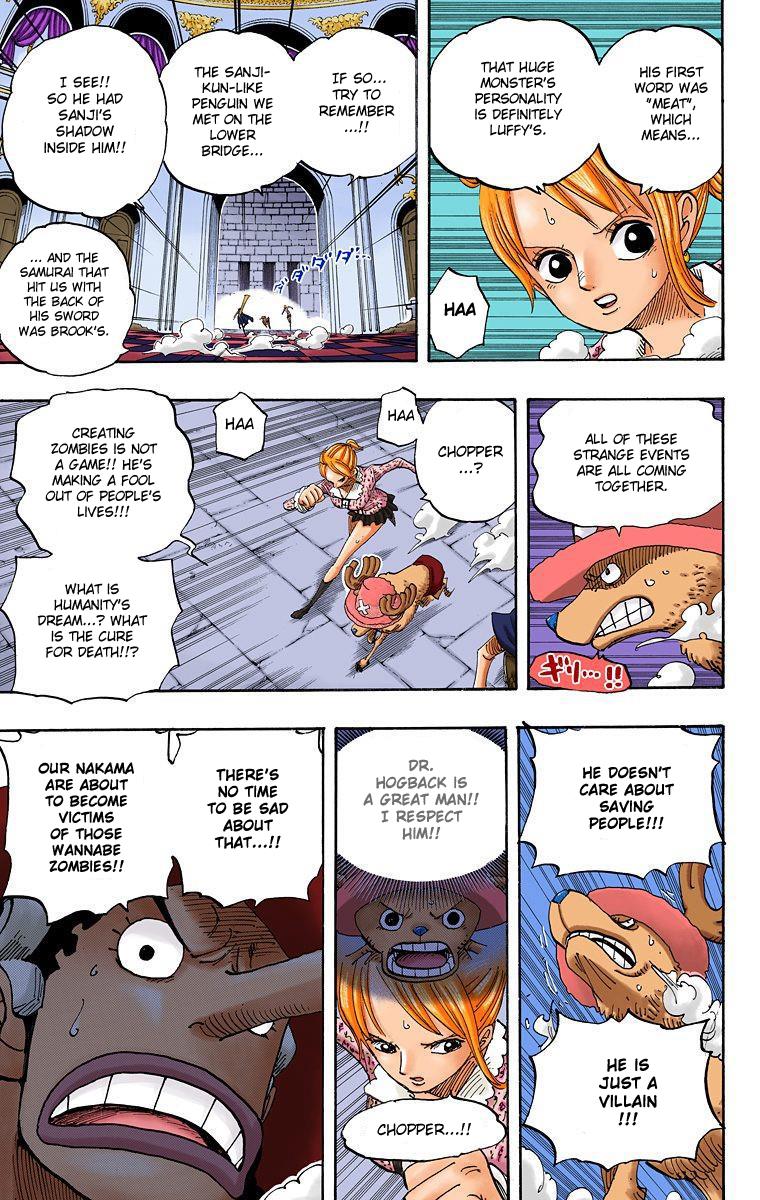 HIS FIRST
WORD WAS
"MEAT",
WHICH
MEANS...
THAT HUGE
MONSTER'S
PERSONALITY
IS DEFINITELY
LUFFY'S.
HAA
IF SO...
TRY TO
REMEMBER
...!!
THE SANJI-
KUN-LIKE
PENGUIN WE
MET ON THE
LOWER
BRIDGE...
I SEE!!
SO HE HAD
SANJI'S
SHADOW
INSIDE HIM!!
ダダダダ..
... AND THE
SAMURAI THAT
HIT US WITH
THE BACK OF
HIS SWORD
WAS BROOK'S.
ALL OF THESE
STRANGE EVENTS
ARE ALL COMING
TOGETHER.
ギリ...!!
CHOPPER
...?
HAA
HAA
CREATING
ZOMBIES IS NOT
A GAME!! HE'S
MAKING A FOOL
OUT OF PEOPLE'S
LIVES!!!
WHAT IS
HUMANITY'S
DREAM...? WHAT
IS THE CURE
FOR DEATH!!?
HE DOESN'T
CARE ABOUT
SAVING
PEOPLE!!!
HE IS
JUST A
VILLAIN
!!!
DR.
HOGBACK IS
A GREAT MAN!!
I RESPECT
HIM!!
CHOPPER...!!
THERE'S
NO TIME
TO BE SAD
ABOUT
THAT...!!
OUR NAKAMA
ARE ABOUT
TO BECOME
VICTIMS
OF THOSE
WANNABE
ZOMBIES!!